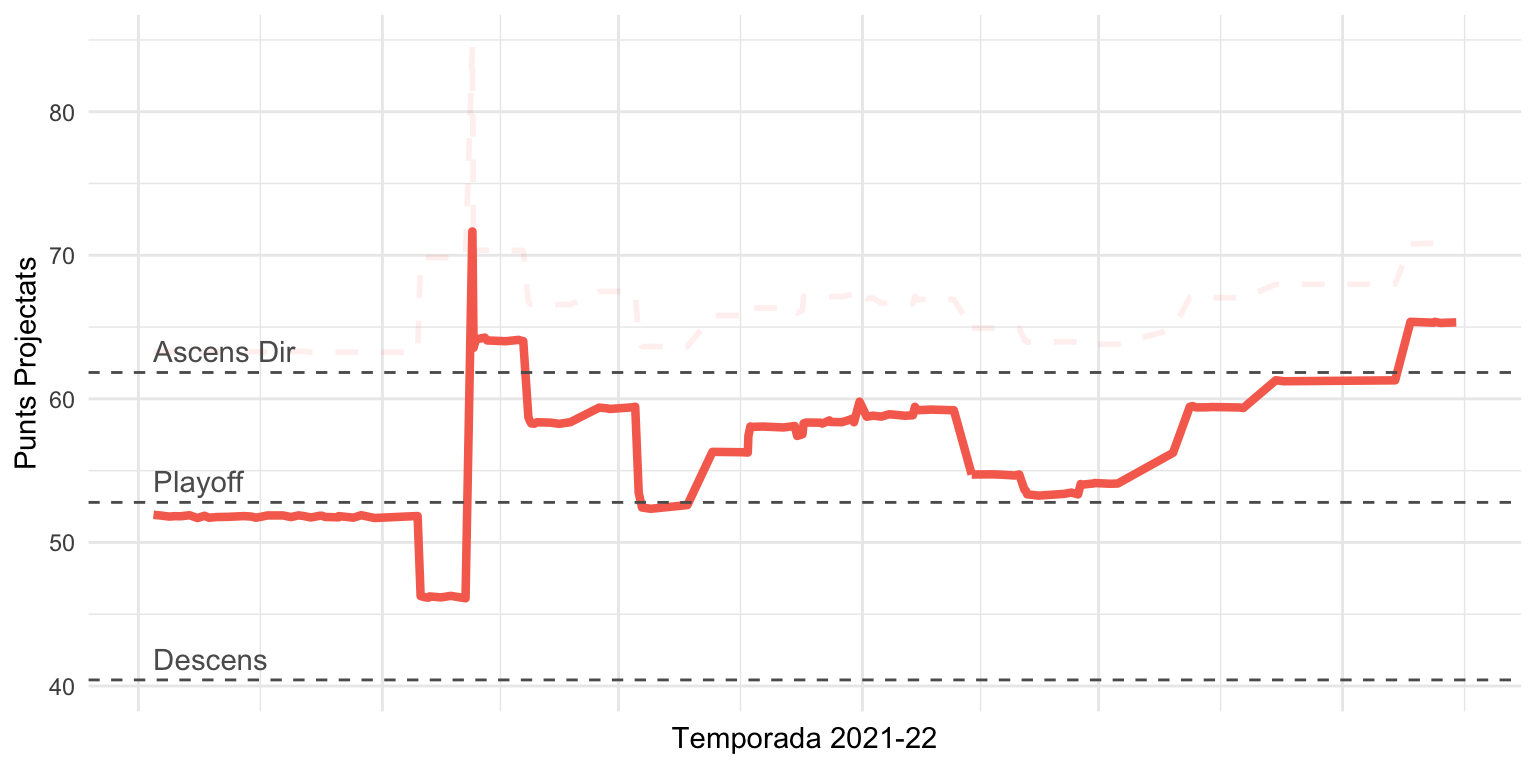 80
70
60
50
40
Punts Projectats
Ascens Dir
Playoff
Descens
Temporada 2021-22